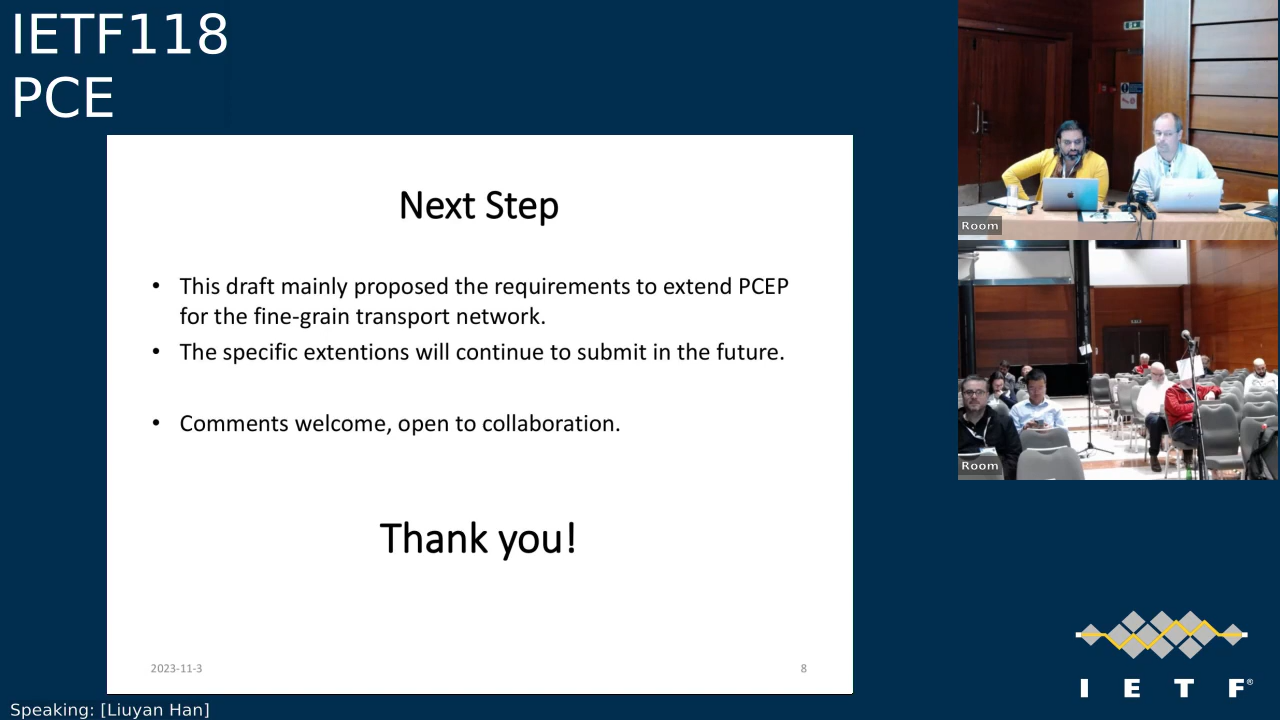 IETF118
PCE
Next Step
• This draft mainly proposed the requirements to extend PCEP
for the fine-grain transport network.
• The specific extentions will continue to submit in the future.
• Comments welcome, open to collaboration.
Thank you!
2023-11-3
8
Room
Room
I E T F®
Speaking: [Liuyan Han]